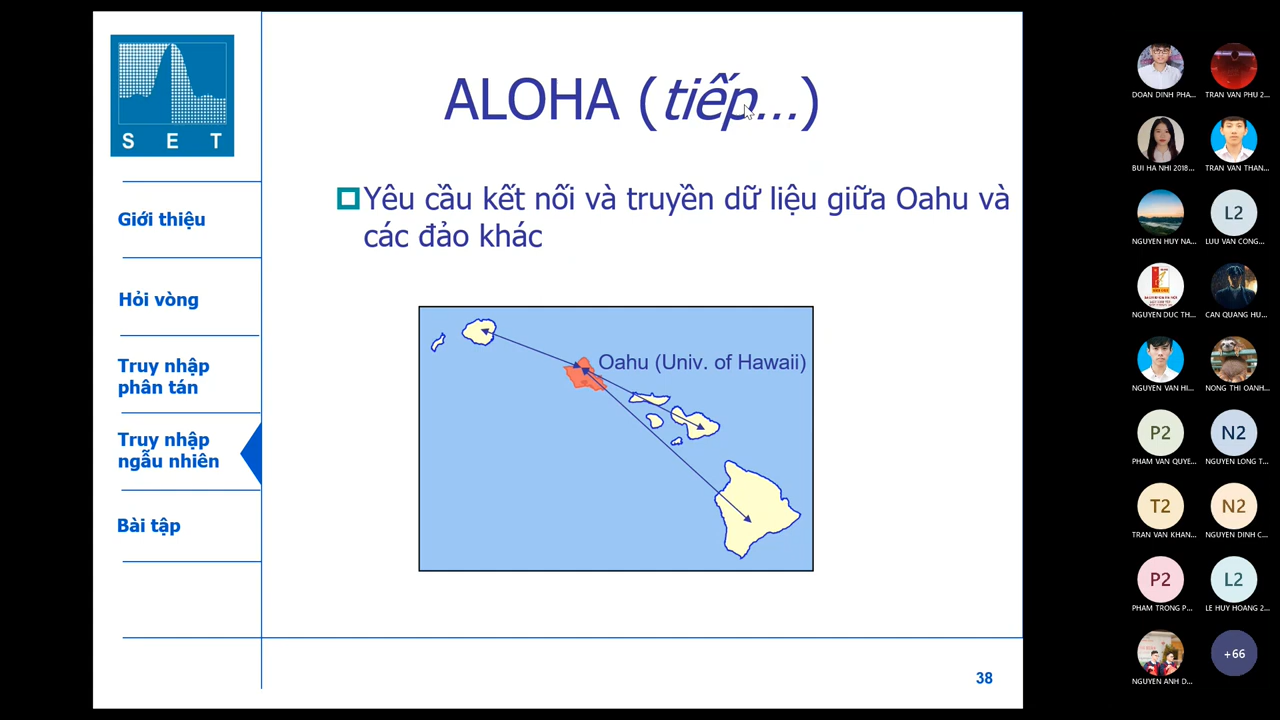 S E T
ALOHA (tiếp...)
Giới thiệu
Hỏi vòng
Truy nhập
phân tán
Truy nhập
ngẫu nhiên
Bài tập
Yêu cầu kết nối và truyền dữ liệu giữa Oahu và
các đảo khác
Oahu (Univ. of Hawaii)
38
DOAN DINH PHA...
TRAN VAN PHU 2...
BUI HA NHI 2018...
TRAN VAN THAN...
NGUYEN HUY NA...
L2
LUU VAN CONG...
NGUYEN DUC TH...
CAN QUANG HU...
NGUYEN VAN HI...
NONG THI OANH...
P2
PHAM VAN QUYE...
N2
NGUYEN LONG T...
T2
TRAN VAN KHAN...
N2
NGUYEN DINH C...
P2
PHAM TRONG P...
L2
LE HUY HOANG 2...
NGUYEN ANH D...
+66